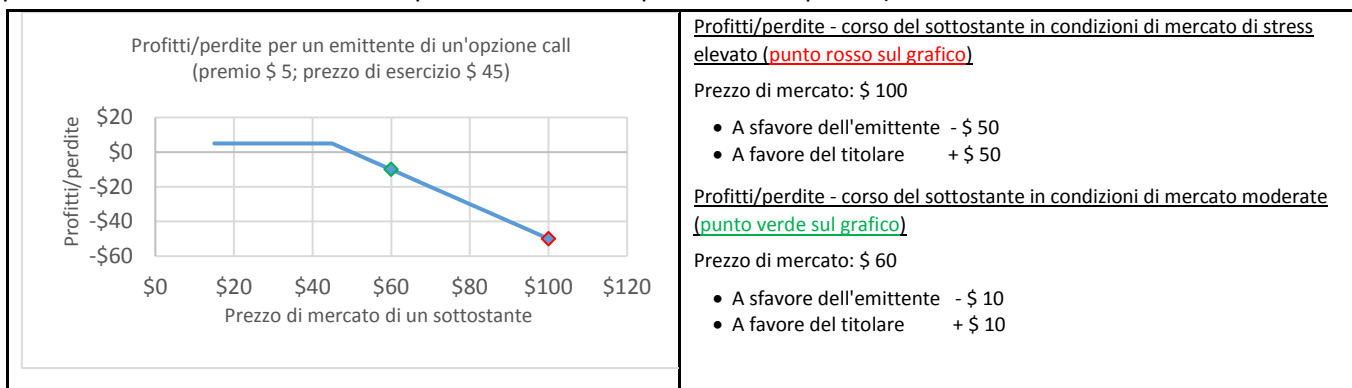 Profitti/perdite per un emittente di un'opzione call
(premio $ 5; prezzo di esercizio $ 45)
Profitti/perdite
$20
$0
-$20
-$40
-$60
$0 $20 $40 $60 $80 $100 $120
Prezzo di mercato di un sottostante
Profitti/perdite - corso del sottostante in condizioni di mercato di stress
elevato (punto rosso sul grafico)
Prezzo di mercato: $ 100
• A sfavore dell'emittente - $ 50
• A favore del titolare + $ 50
Profitti/perdite - corso del sottostante in condizioni di mercato moderate
(punto verde sul grafico)
Prezzo di mercato: $ 60
• A sfavore dell'emittente - $ 10
• A favore del titolare + $ 10